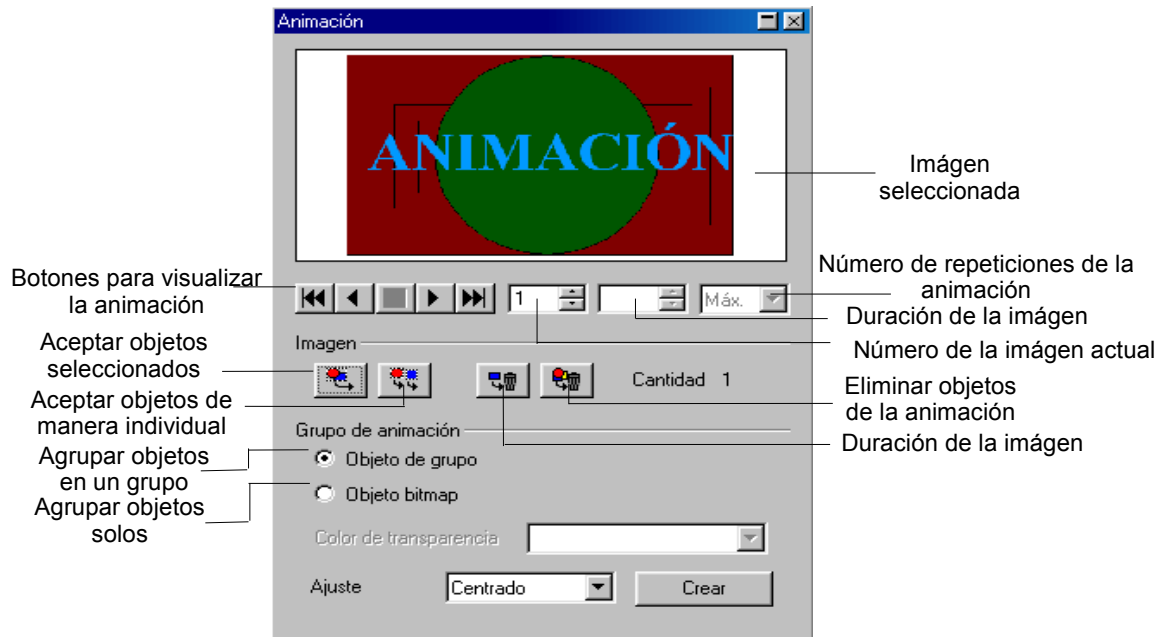 Animación
ANIMACIÓN
Imágen
seleccionada
Botones para visualizar
la animación
1
Máx.
Número de repeticiones de la
animación
Duración de la imágen
Número de la imágen actual
Imagen
Aceptar objetos
seleccionados
Cantidad 1
Aceptar objetos de
manera individual
Eliminar objetos
de la animación
Duración de la imágen
Grupo de animación
Agrupar objetos
en un grupo
Objeto de grupo
Agrupar objetos
solos
Objeto bitmap
Color de transparencia
Ajuste
Centrado
Crear